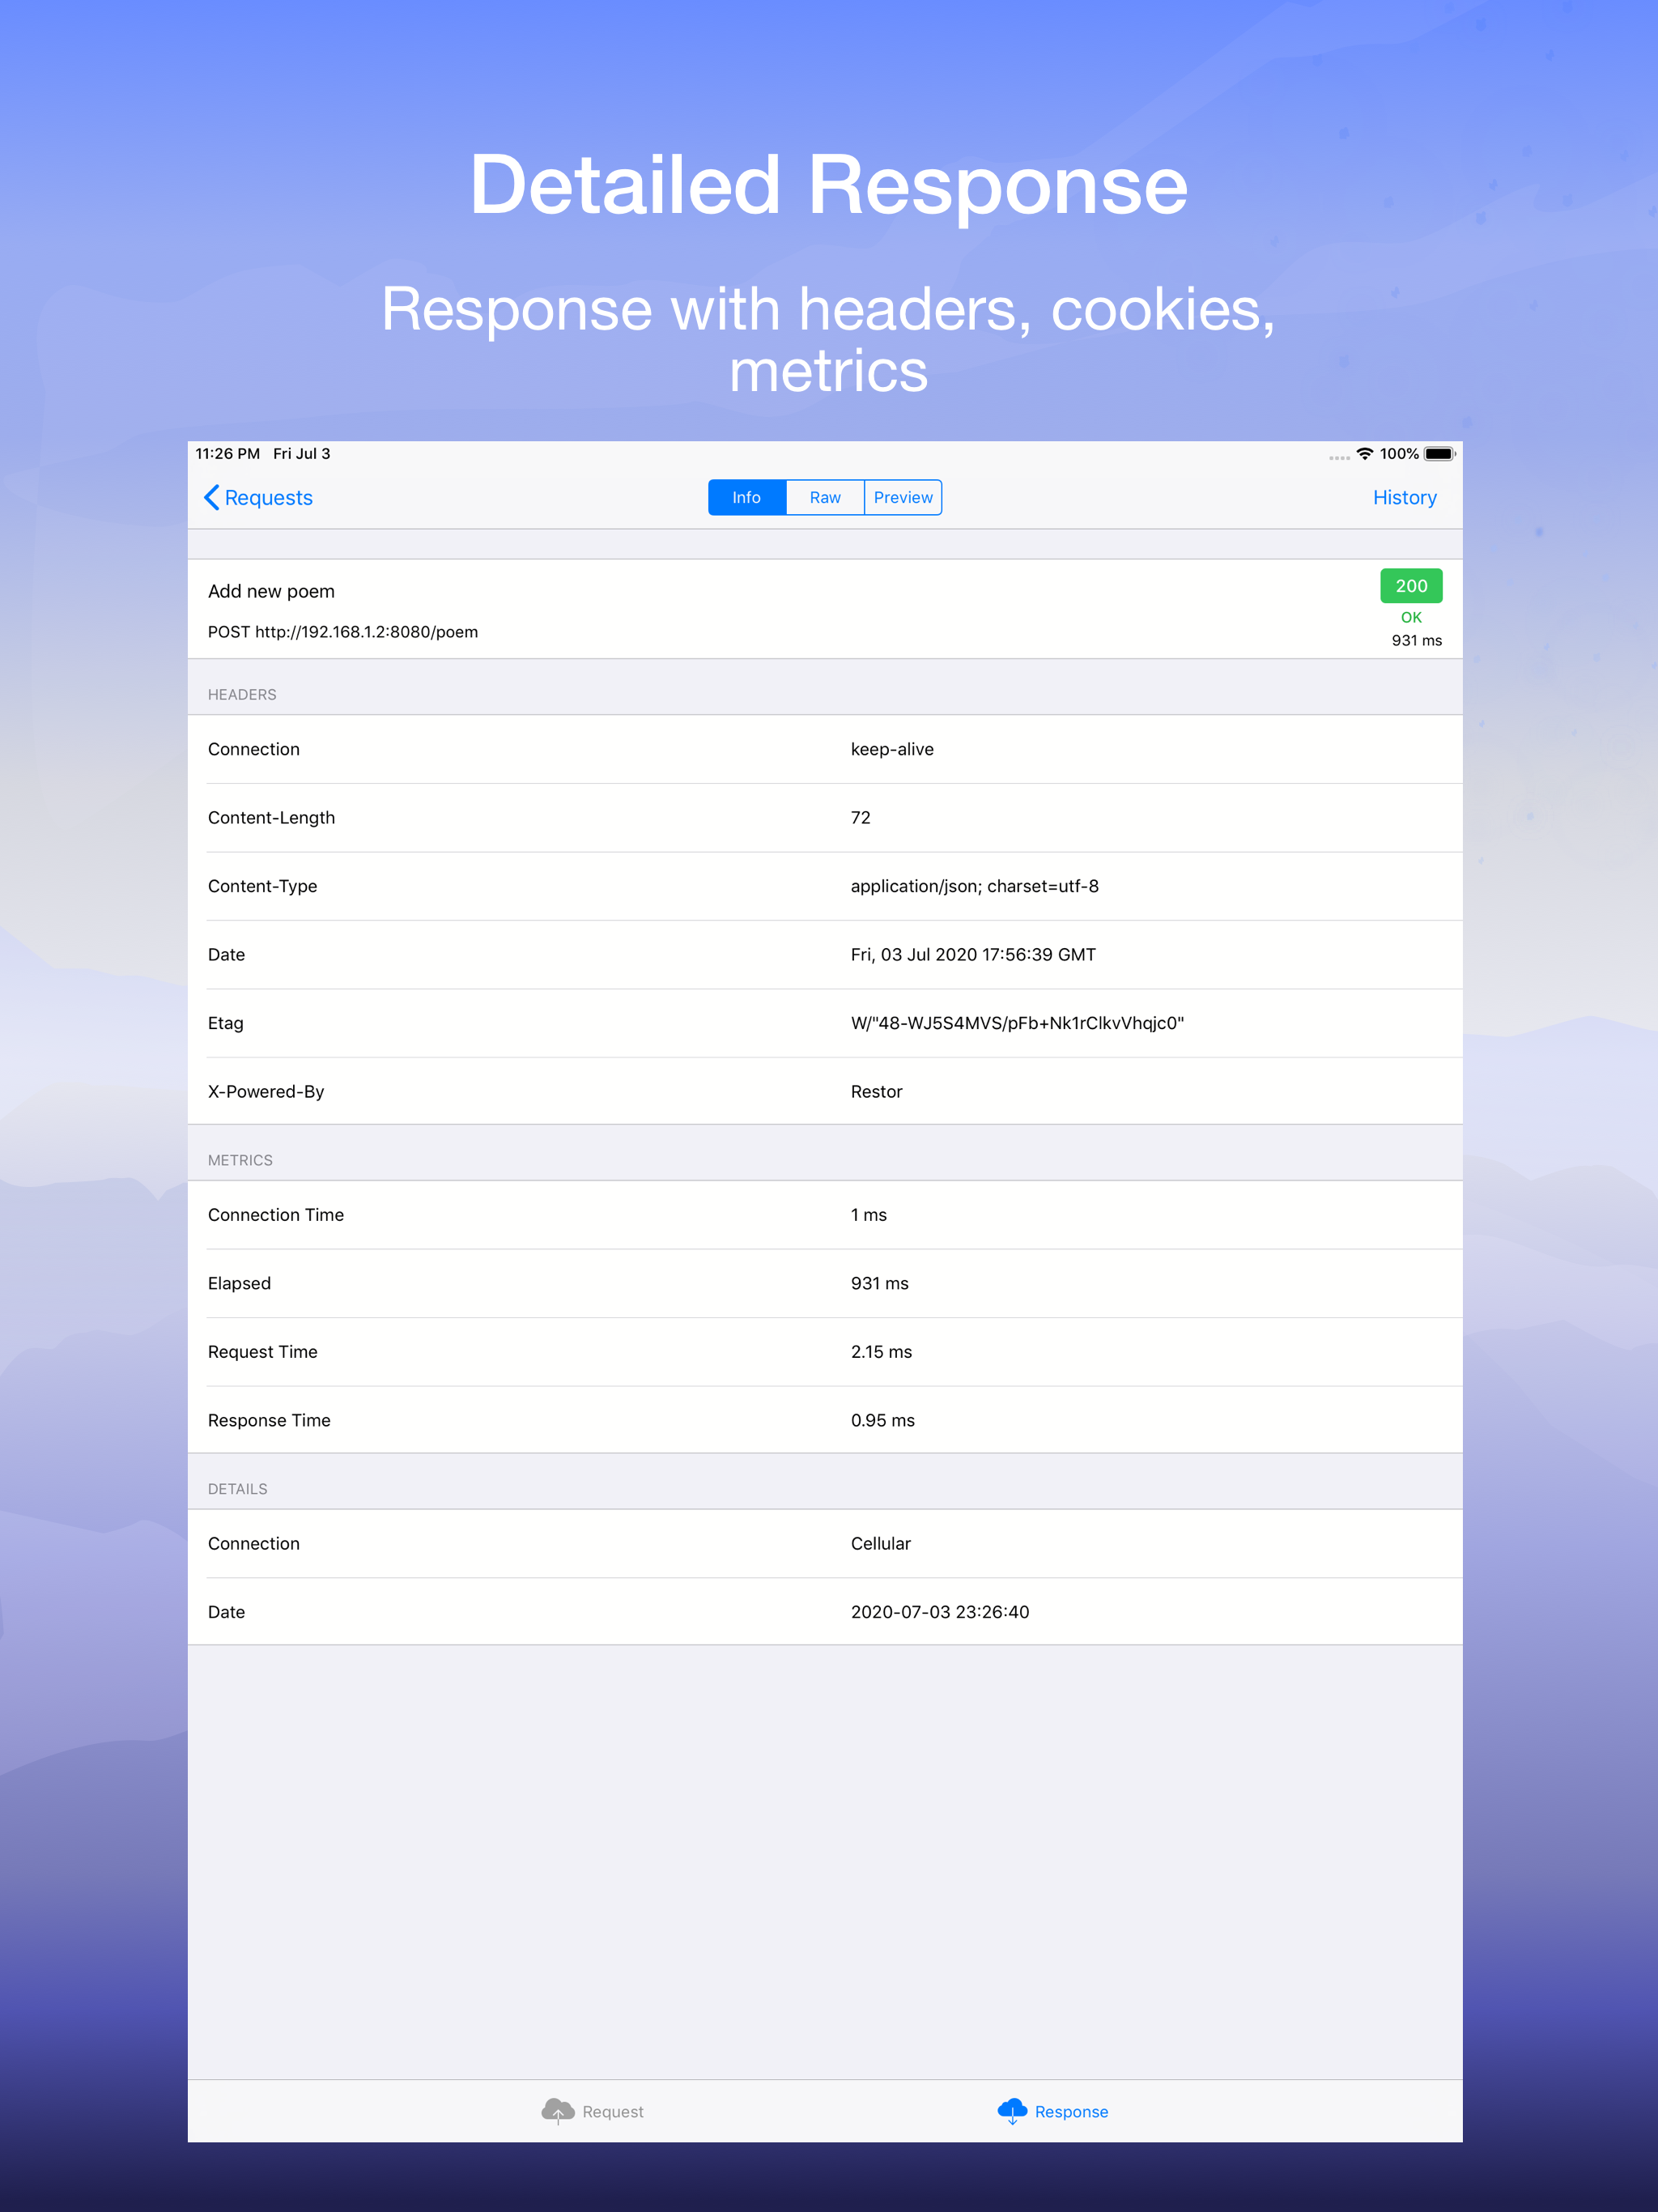 Detailed Response
Response with headers, cookies,
metrics
11:26 PM Fri Jul 3 100%
Requests Info Raw Preview History
Add new poem 200
OK
POST http://192.168.1.2:8080/poem 931 ms
HEADERS
Connection keep-alive
Content-Length 72
Content-Type application/json; charset=utf-8
Date Fri, 03 Jul 2020 17:56:39 GMT
Etag W/"48-WJ5S4MVS/pFb+Nk1rClkvVhqjc0"
X-Powered-By Restor
METRICS
Connection Time 1 ms
Elapsed 931 ms
Request Time 2.15 ms
Response Time 0.95 ms
DETAILS
Connection Cellular
Date 2020-07-03 23:26:40
Request Response